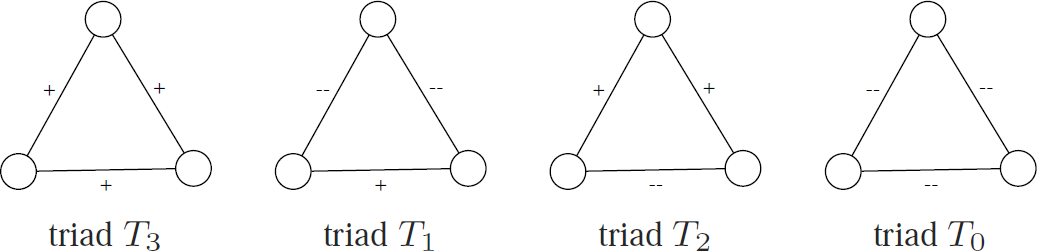 + + -- -- + + -- --
+ + -- --
triad T₃ triad T₁ triad T₂ triad T₀